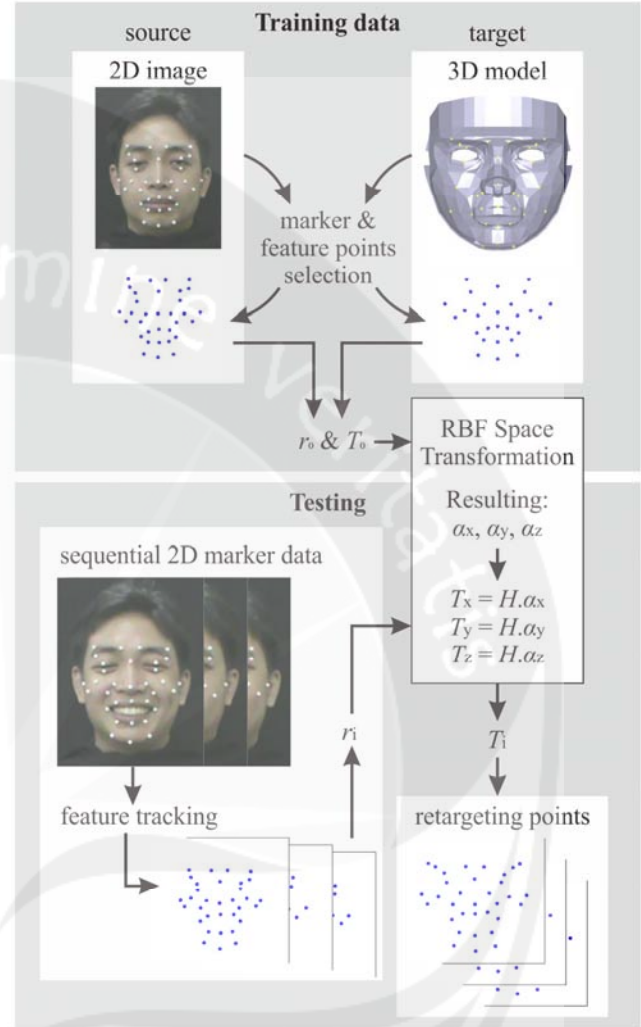 Training data
source
target
2D image
3D model
marker &
feature points
selection
r₀ & T₀
RBF Space
Transformation
Resulting:
αx, αy, αz
Tx = H.αx
Ty = H.αy
Tz = H.αz
Testing
sequential 2D marker data
ri
Ti
feature tracking
retargeting points
mine veritatis